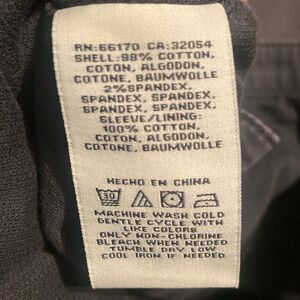 RN:66170 CA:32054
SHELL:98% COTTON,
COTON, ALGODON,
COTONE, BAUMWOLLE
2%SPANDEX,
SPANDEX, SPANDEX,
SPANDEX, SPANDEX,
SLEEVE/LINING:
100% COTTON,
COTON, ALGODON,
COTONE, BAUMWOLLE
HECHO EN CHINA
30
MACHINE WASH COLD
GENTLE CYCLE WITH
LIKE COLORS
ONLY NON-CHLORINE
BLEACH WHEN NEEDED
TUMBLE DRY LOW
COOL IRON IF NEEDED